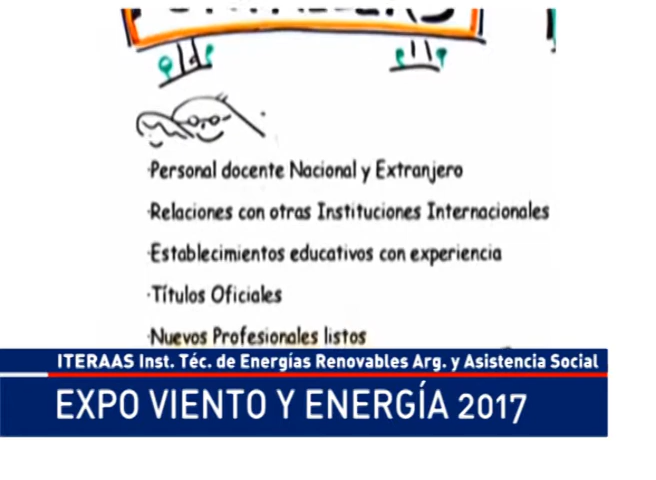 ·Personal docente Nacional y Extranjero
·Relaciones con otras Instituciones Internacionales
·Establecimientos educativos con experiencia
·Títulos Oficiales
·Nuevos Profesionales listos
ITERAAS Inst. Téc. de Energías Renovables Arg. y Asistencia Social
EXPO VIENTO Y ENERGÍA 2017